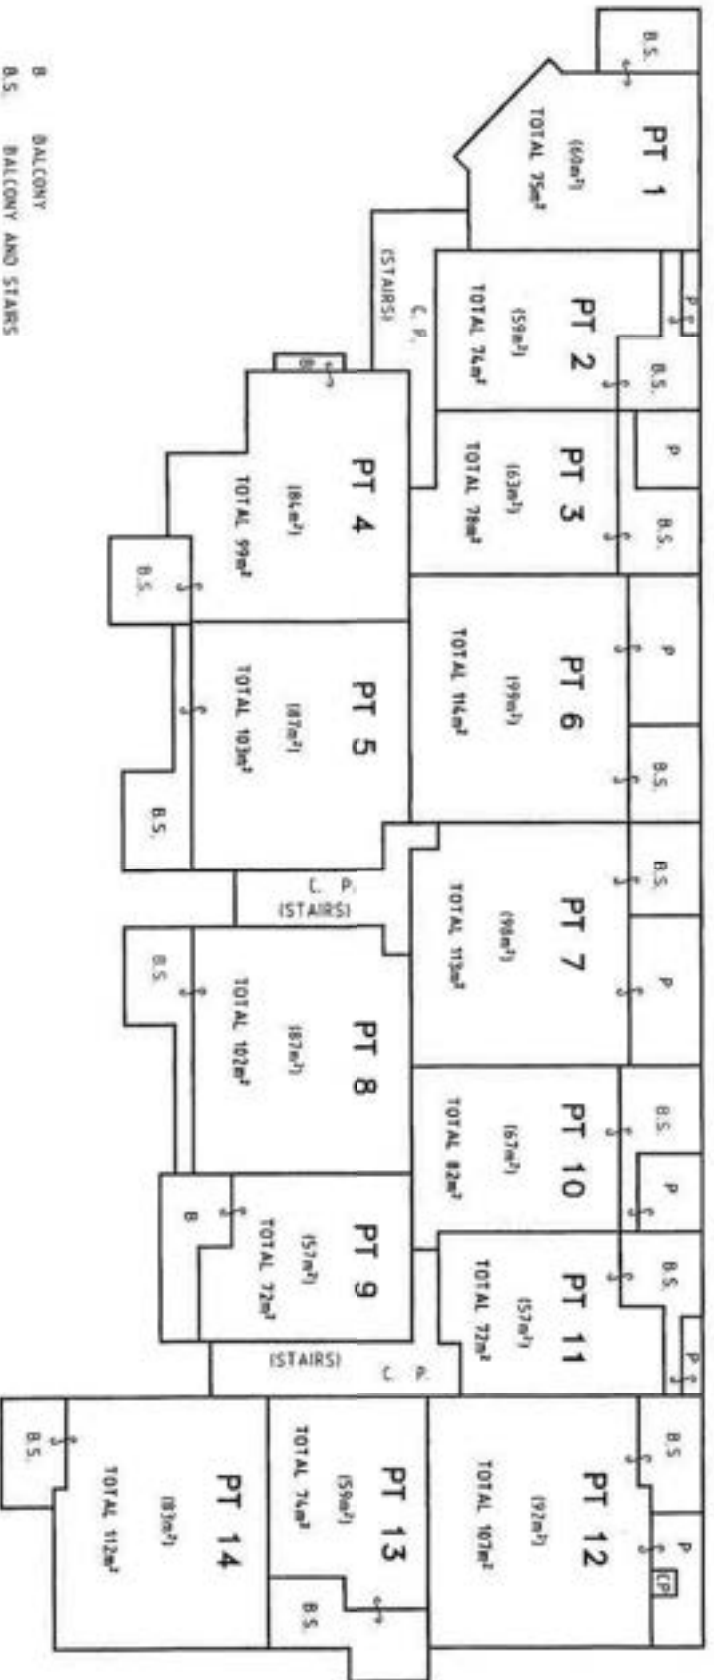 B.S.
PT 1
(60m²)
TOTAL 75m²
P
B.S.
PT 2
(59m²)
TOTAL 74m²
C. P.
(STAIRS)
P
B.S.
PT 3
(63m²)
TOTAL 78m²
B
PT 4
(84m²)
TOTAL 99m²
B.S.
PT 5
(87m²)
TOTAL 103m²
B.S.
P
B.S.
PT 6
(99m²)
TOTAL 114m²
B.S.
P
PT 7
(98m²)
TOTAL 113m²
C. P.
(STAIRS)
PT 8
(87m²)
TOTAL 102m²
B.S.
PT 9
(57m²)
TOTAL 72m²
B
B.S.
P
PT 10
(67m²)
TOTAL 82m²
B.S.
P
PT 11
(57m²)
TOTAL 72m²
C. P.
(STAIRS)
B.S
P
CP
PT 12
(92m²)
TOTAL 107m²
PT 13
(59m²)
TOTAL 74m²
B.S.
PT 14
(83m²)
TOTAL 112m²
B.S.
B BALCONY
B.S. BALCONY AND STAIRS